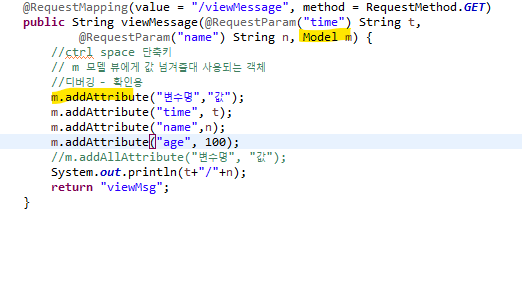 @RequestMapping(value = "/viewMessage", method = RequestMethod.GET)
public String viewMessage(@RequestParam("time") String t,
@RequestParam("name") String n, Model m) {
//ctrl space 단축키
// m 모델 뷰에게 값 넘겨줄대 사용되는 객체
//디버깅 - 확인용
m.addAttribute("변수명","값");
m.addAttribute("time", t);
m.addAttribute("name",n);
m.addAttribute("age", 100);
//m.addAllAttribute("변수명", "값");
System.out.println(t+"/"+n);
return "viewMsg";
}